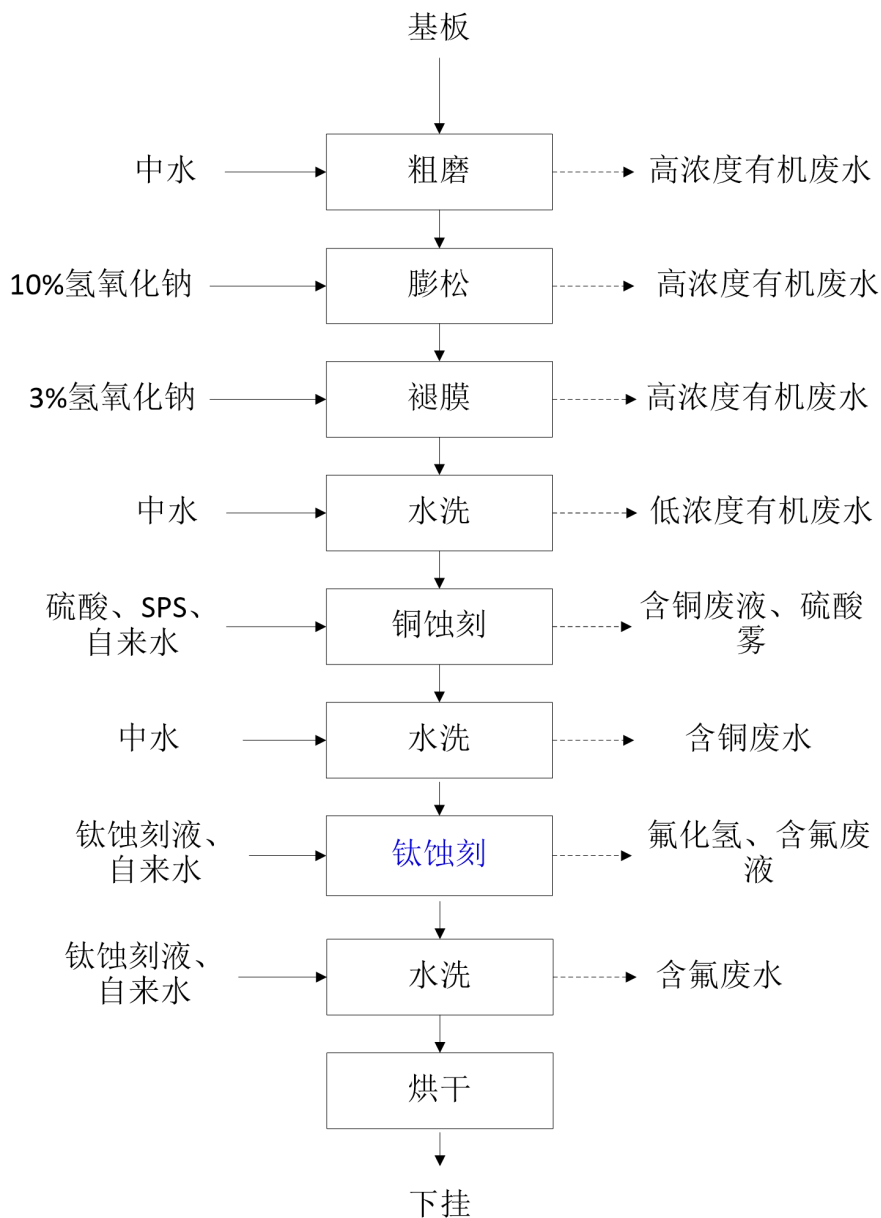 基板
中水
粗磨
高浓度有机废水
10%氢氧化钠
膨松
高浓度有机废水
3%氢氧化钠
褪膜
高浓度有机废水
中水
水洗
低浓度有机废水
硫酸、SPS、
自来水
铜蚀刻
含铜废液、硫酸
雾
中水
水洗
含铜废水
钛蚀刻液、
自来水
钛蚀刻
氟化氢、含氟废
液
钛蚀刻液、
自来水
水洗
含氟废水
烘干
下挂